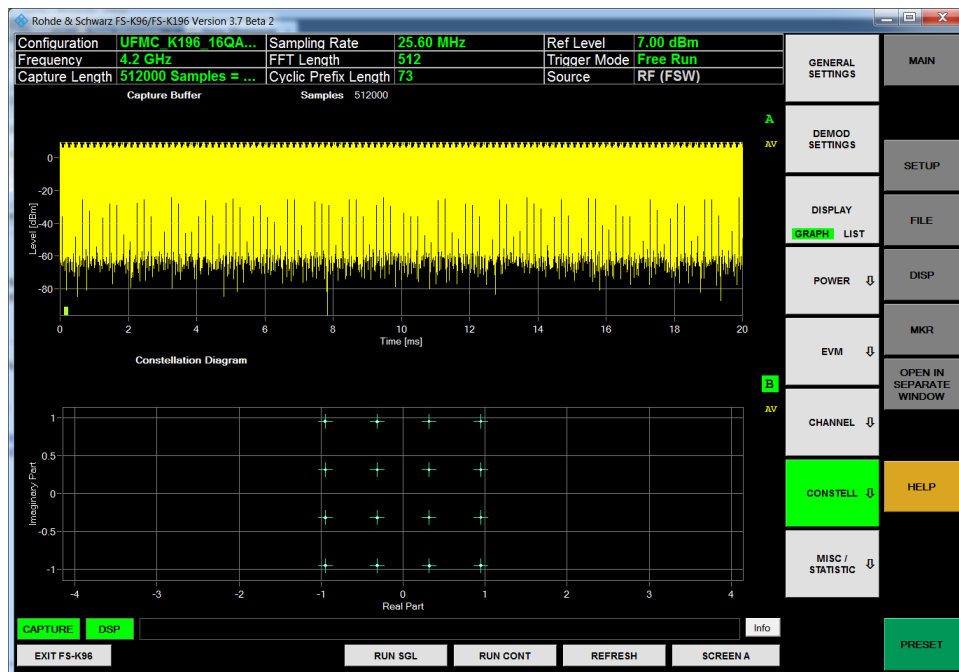 Rohde & Schwarz FS-K96/FS-K196 Version 3.7 Beta 2
Configuration UFMC_K196_16QA... Sampling Rate 25.60 MHz Ref Level 7.00 dBm
Frequency 4.2 GHz FFT Length 512 Trigger Mode Free Run
Capture Length 512000 Samples = ... Cyclic Prefix Length 73 Source RF (FSW)
Capture Buffer Samples 512000
A
AV
Level [dBm]
0
-20
-40
-60
-80
0 2 4 6 8 10 12 14 16 18 20
Time [ms]
Constellation Diagram
B
AV
Imaginary Part
1
0.5
0
-0.5
-1
-4 -3 -2 -1 0 1 2 3 4
Real Part
GENERAL
SETTINGS
DEMOD
SETTINGS
DISPLAY
GRAPH LIST
POWER
EVM
CHANNEL
CONSTELL
MISC /
STATISTIC
MAIN
SETUP
FILE
DISP
MKR
OPEN IN
SEPARATE
WINDOW
HELP
PRESET
CAPTURE DSP Info
EXIT FS-K96 RUN SGL RUN CONT REFRESH SCREEN A